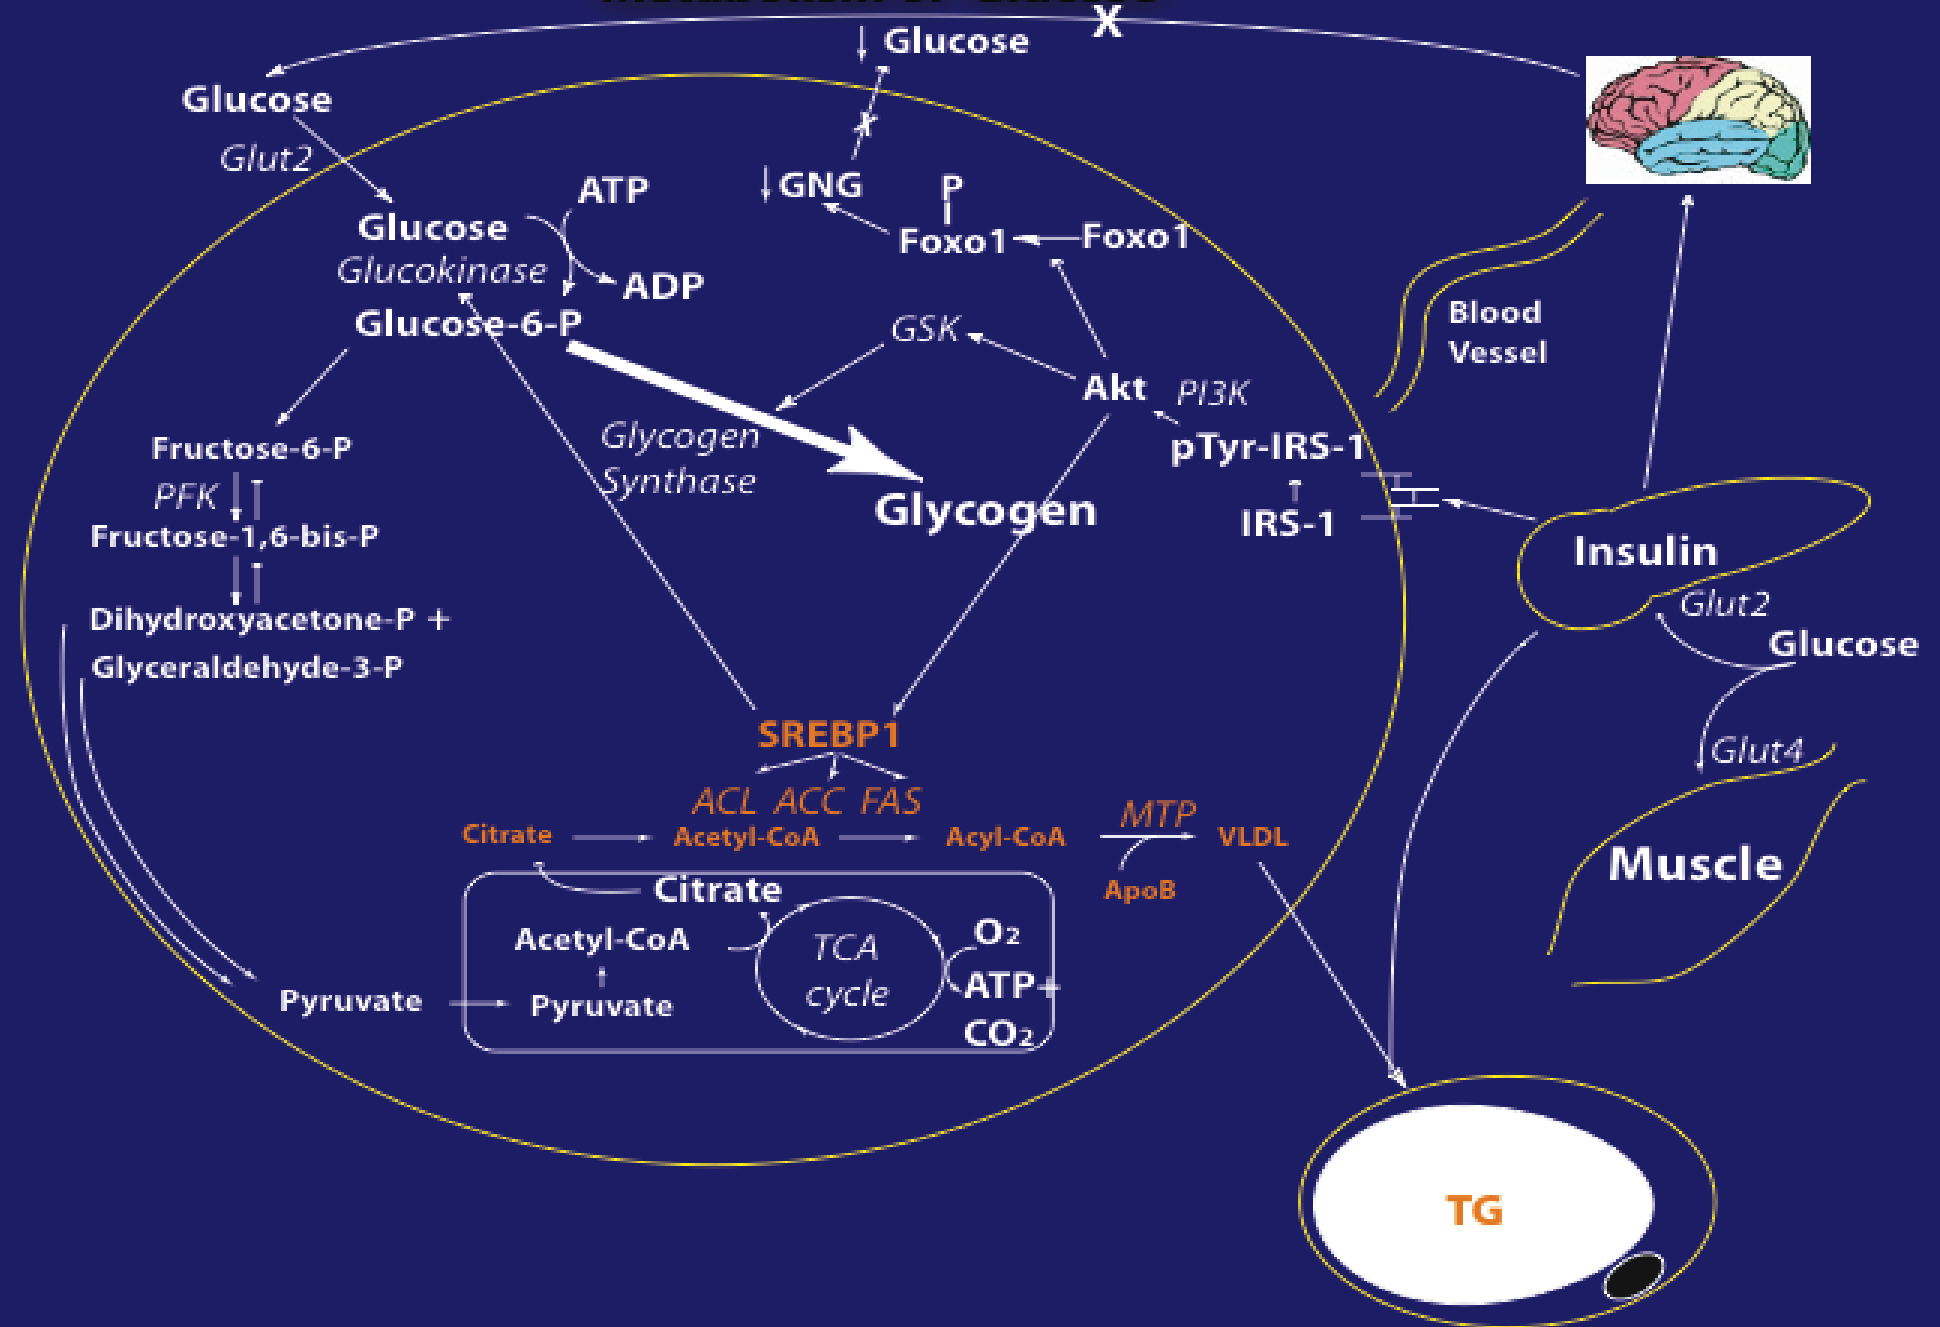 X
Glucose
Glucose
Glut2
ATP
GNG
P
Glucose
Foxo1
Foxo1
Glucokinase
ADP
Glucose-6-P
GSK
Blood
Vessel
Akt
PI3K
Glycogen
Synthase
pTyr-IRS-1
Fructose-6-P
PFK
Glycogen
IRS-1
Fructose-1,6-bis-P
Insulin
Glut2
Dihydroxyacetone-P +
Glucose
Glyceraldehyde-3-P
SREBP1
Glut4
ACL ACC FAS
MTP
Citrate
Acetyl-CoA
Acyl-CoA
VLDL
Muscle
Citrate
ApoB
Acetyl-CoA
TCA
cycle
O2
ATP+
CO2
Pyruvate
Pyruvate
TG